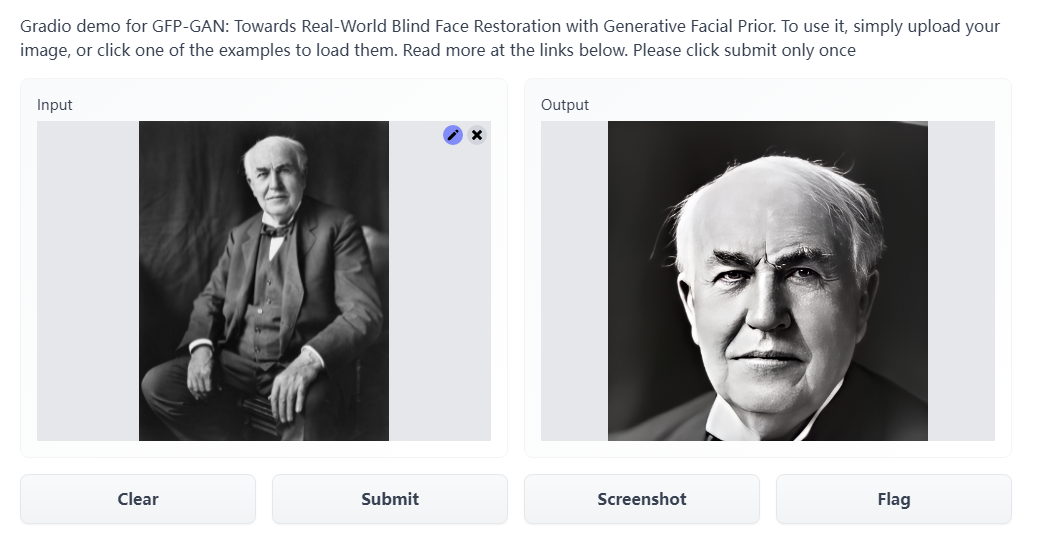 Gradio demo for GFP-GAN: Towards Real-World Blind Face Restoration with Generative Facial Prior. To use it, simply upload your
image, or click one of the examples to load them. Read more at the links below. Please click submit only once
Input
Output
Clear
Submit
Screenshot
Flag